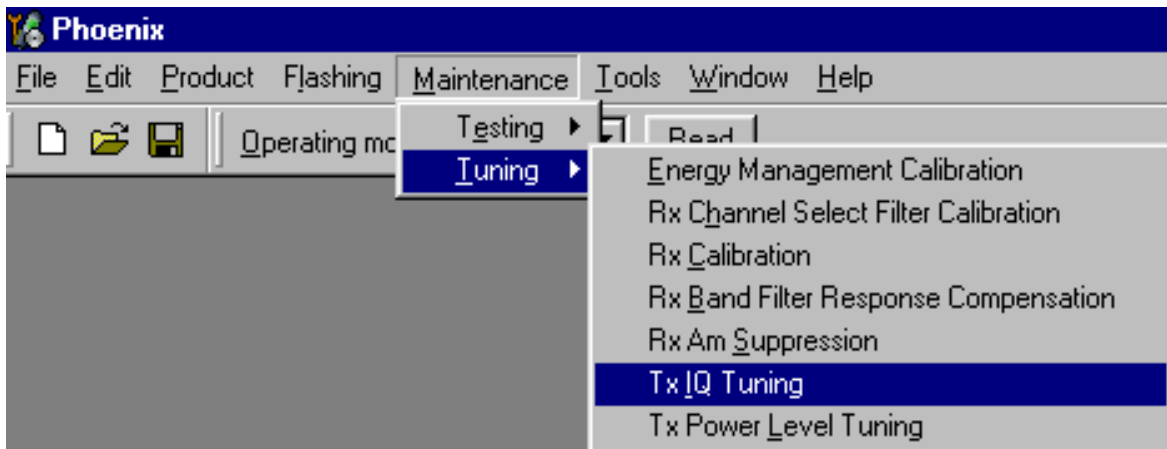 Phoenix
File Edit Product Flashing Maintenance Tools Window Help
Operating mo Read
Testing
Tuning
Energy Management Calibration
Rx Channel Select Filter Calibration
Rx Calibration
Rx Band Filter Response Compensation
Rx Am Suppression
Tx IQ Tuning
Tx Power Level Tuning